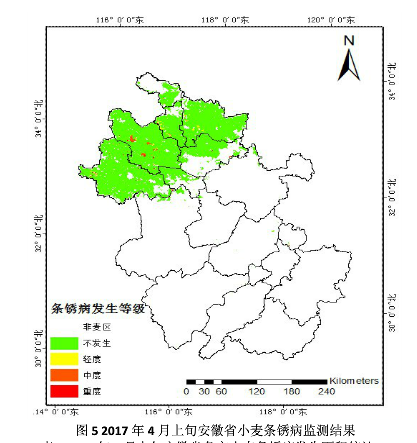 116° 0′0″东
118° 0′0″东
120° 0′0″东
N
34° 0′0″北
34° 0′0″北
32° 0′0″北
32° 0′0″北
30° 0′0″北
30° 0′0″北
条锈病发生等级
非麦区
不发生
轻度
中度
重度
Kilometers
0 30 60 120 180 240
114° 0′0″东
116° 0′0″东
118° 0′0″东
图 5 2017 年 4 月上旬安徽省小麦条锈病监测结果